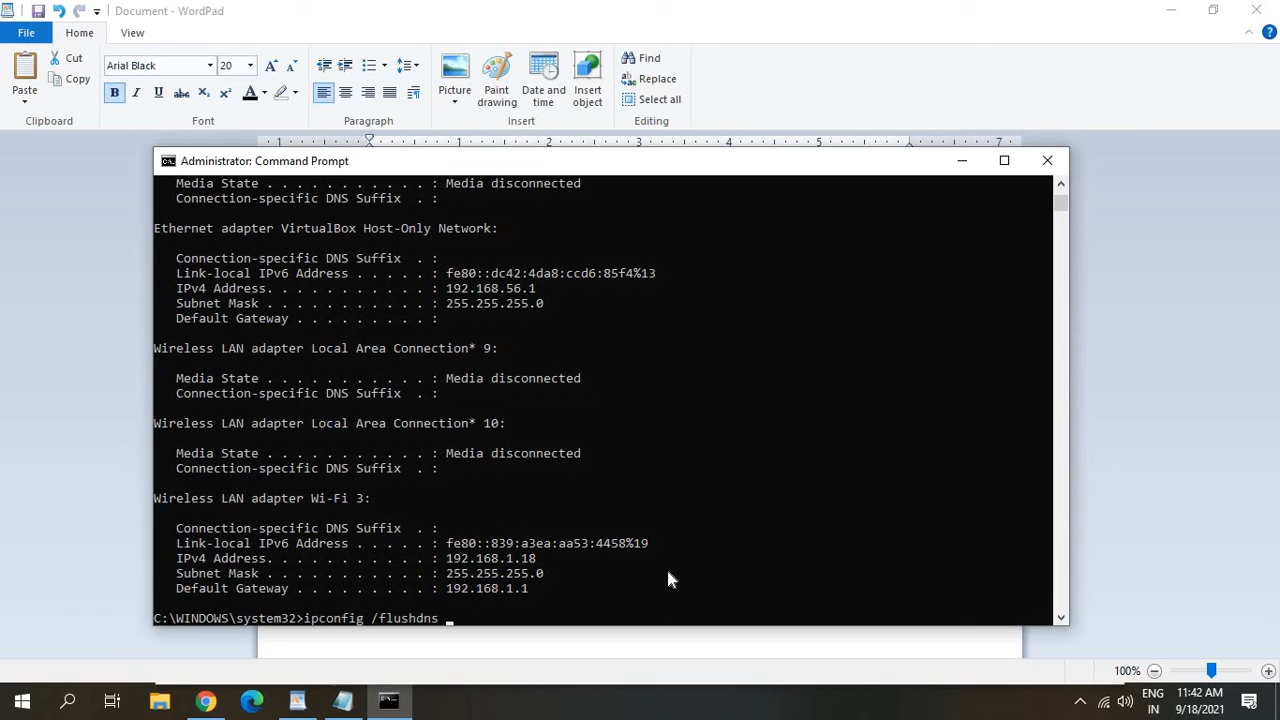 Document - WordPad
File Home View
Paste
Cut
Copy
Clipboard
Arial Black 20
Font
Paragraph
Picture
Paint drawing
Date and time
Insert object
Insert
Find
Replace
Select all
Editing
1 1 2 3 4 5 6 7
Administrator: Command Prompt
Media State . . . . . . . . . . . : Media disconnected
Connection-specific DNS Suffix  . :
Ethernet adapter VirtualBox Host-Only Network:
Connection-specific DNS Suffix  . :
Link-local IPv6 Address . . . . . : fe80::dc42:4da8:ccd6:85f4%13
IPv4 Address. . . . . . . . . . . : 192.168.56.1
Subnet Mask . . . . . . . . . . . : 255.255.255.0
Default Gateway . . . . . . . . . :
Wireless LAN adapter Local Area Connection* 9:
Media State . . . . . . . . . . . : Media disconnected
Connection-specific DNS Suffix  . :
Wireless LAN adapter Local Area Connection* 10:
Media State . . . . . . . . . . . : Media disconnected
Connection-specific DNS Suffix  . :
Wireless LAN adapter Wi-Fi 3:
Connection-specific DNS Suffix  . :
Link-local IPv6 Address . . . . . : fe80::839:a3ea:aa53:4458%19
IPv4 Address. . . . . . . . . . . : 192.168.1.18
Subnet Mask . . . . . . . . . . . : 255.255.255.0
Default Gateway . . . . . . . . . : 192.168.1.1
C:\WINDOWS\system32>ipconfig /flushdns _
100%
ENG
IN
11:42 AM
9/18/2021